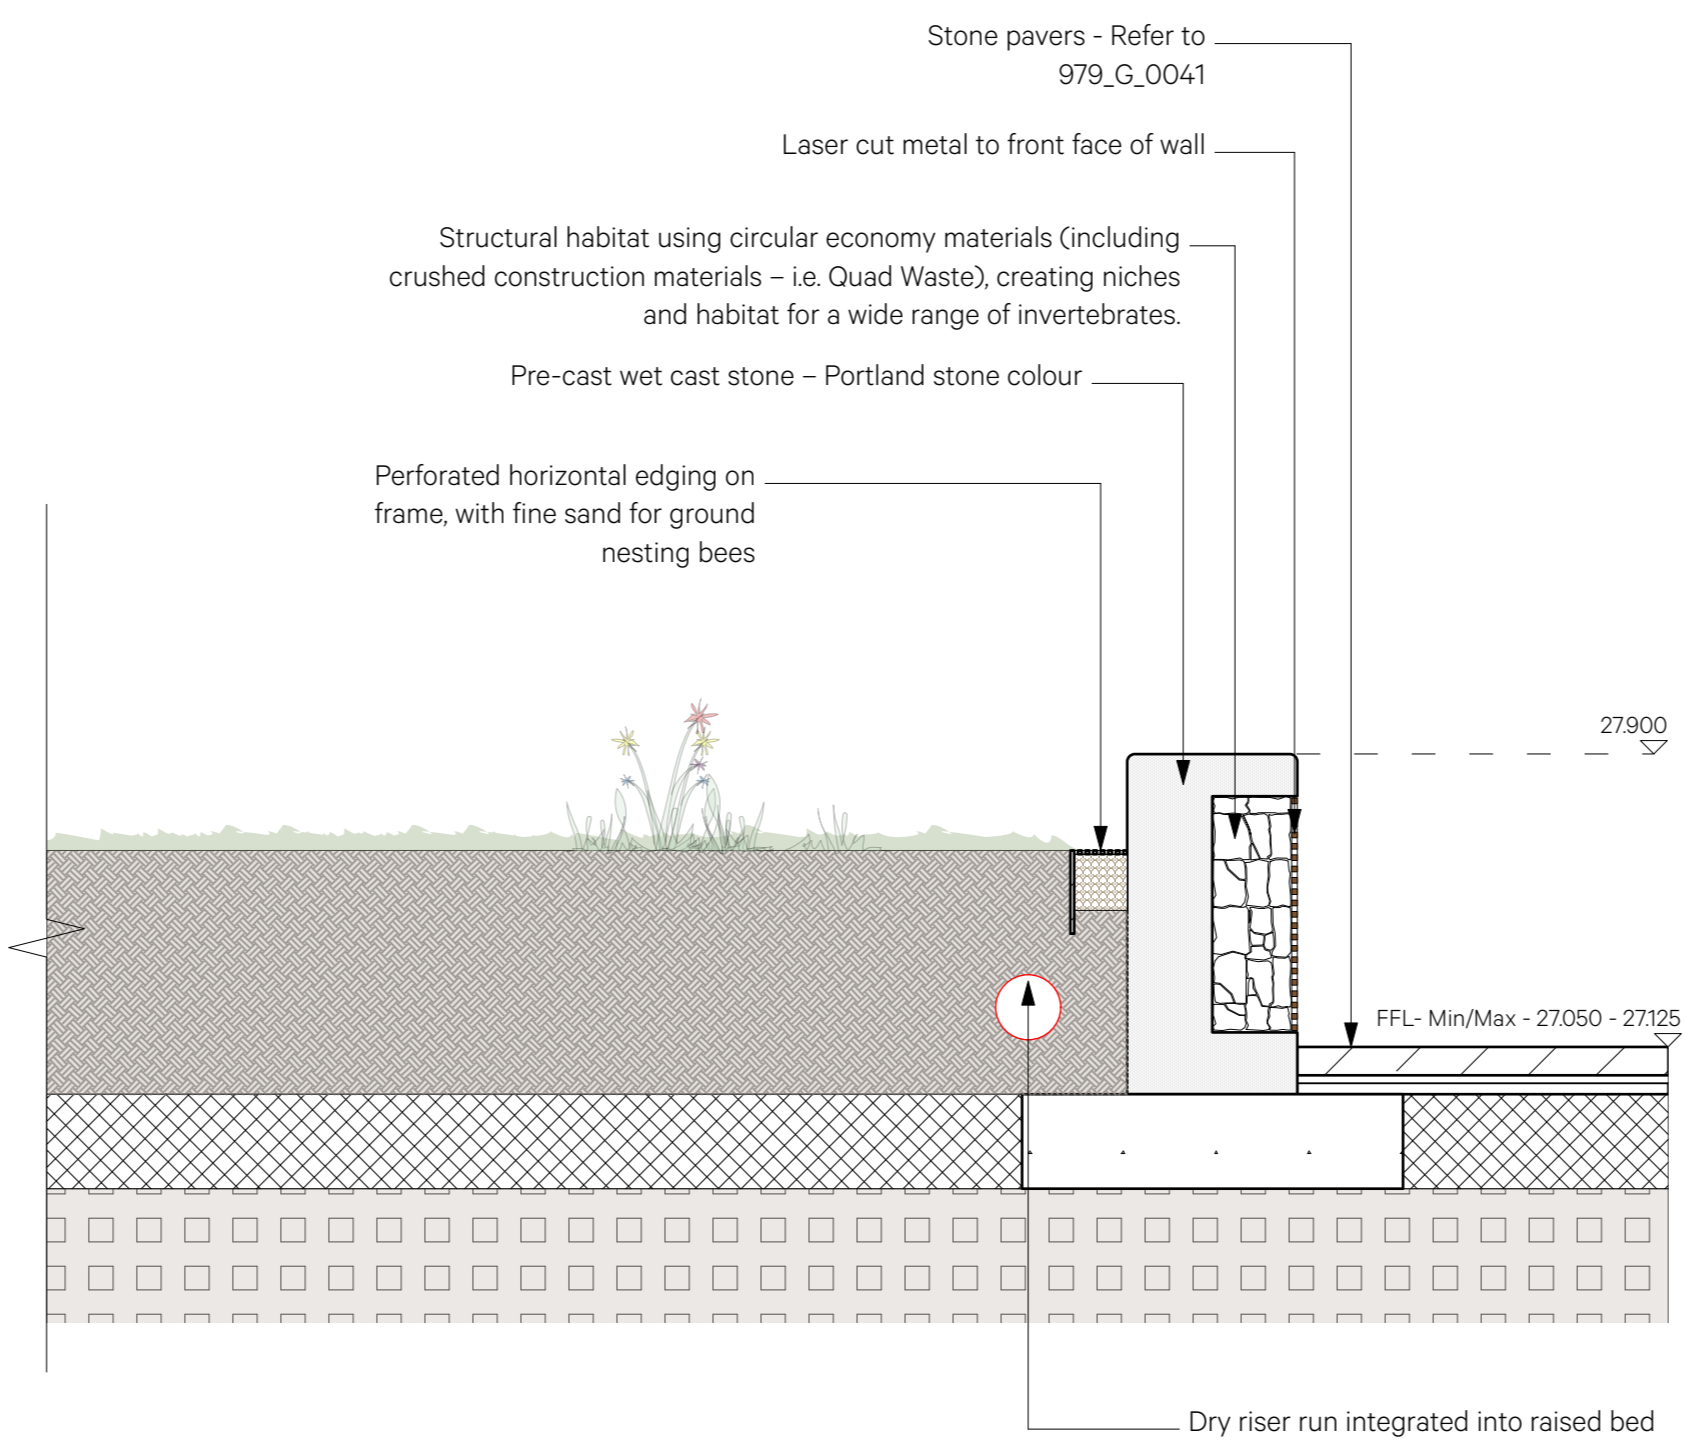 Stone pavers - Refer to
979_G_0041
Laser cut metal to front face of wall
Structural habitat using circular economy materials (including
crushed construction materials – i.e. Quad Waste), creating niches
and habitat for a wide range of invertebrates.
Pre-cast wet cast stone – Portland stone colour
Perforated horizontal edging on
frame, with fine sand for ground
nesting bees
27.900
FFL- Min/Max - 27.050 - 27.125
Dry riser run integrated into raised bed